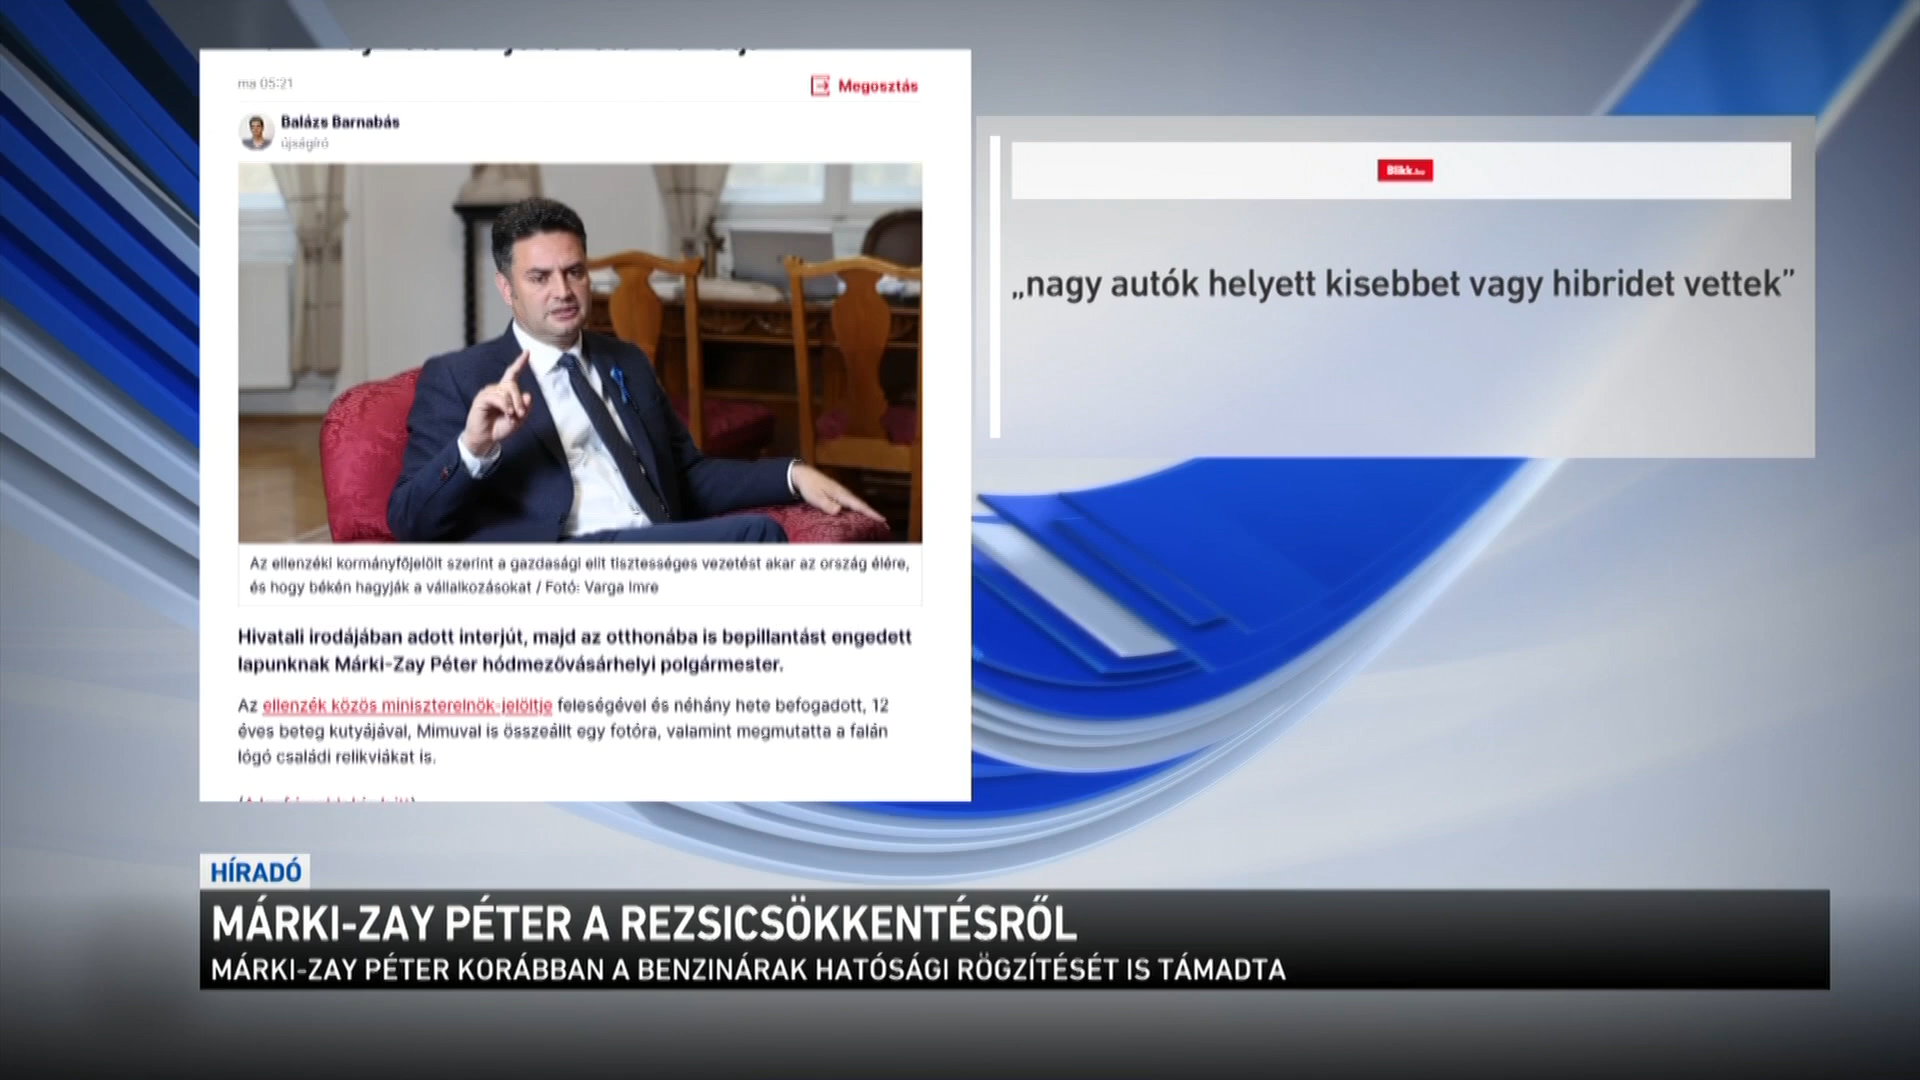 ma 05:21
Megosztás
Balázs Barnabás
újságíró
Az ellenzéki kormányfőjelölt szerint a gazdasági elit tisztességes vezetést akar az ország élére,
és hogy békén hagyják a vállalkozásokat / Fotó: Varga Imre
Hivatali irodájában adott interjút, majd az otthonába is bepillantást engedett
lapunknak Márki-Zay Péter hódmezővásárhelyi polgármester.
Az ellenzék közös miniszterelnök-jelöltje feleségével és néhány hete befogadott, 12
éves beteg kutyájával, Mimuval is összeállt egy fotóra, valamint megmutatta a falán
lógó családi relikviákat is.
Blikk.hu
„nagy autók helyett kisebbet vagy hibridet vettek”
HÍRADÓ
MÁRKI-ZAY PÉTER A REZSICSÖKKENTÉSRŐL
MÁRKI-ZAY PÉTER KORÁBBAN A BENZINÁRAK HATÓSÁGI RÖGZÍTÉSÉT IS TÁMADTA